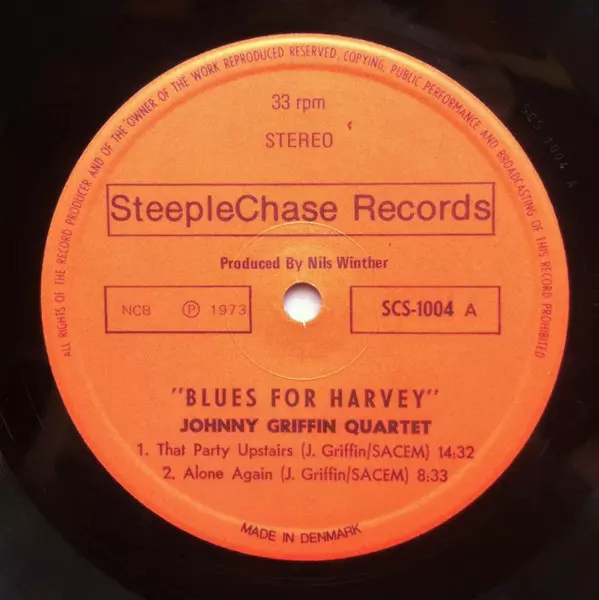 ALL RIGHTS OF THE RECORD PRODUCER AND OF THE OWNER OF THE WORK REPRODUCED RESERVED. COPYING, PUBLIC PERFORMANCE AND BROADCASTING OF THIS RECORD PROHIBITED
33 rpm
STEREO
SteepleChase Records
Produced By Nils Winther
NCB ℗ 1973
SCS-1004 A
"BLUES FOR HARVEY"
JOHNNY GRIFFIN QUARTET
1. That Party Upstairs (J. Griffin/SACEM) 14:32
2. Alone Again (J. Griffin/SACEM) 8:33
MADE IN DENMARK
SCS 1004 A